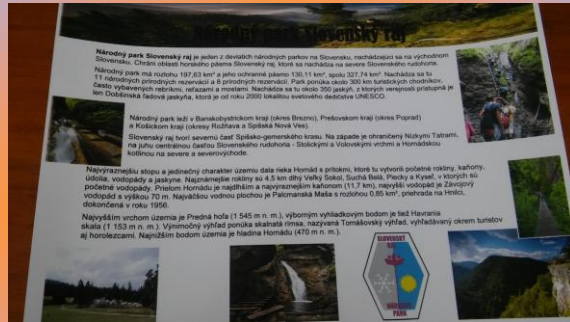 Národný park Slovenský raj
Národný park Slovenský raj je jeden z deviatich národných parkov na Slovensku, nachádzajúci sa na východnom
Slovensku. Chráni oblasti horského pásma Slovenský raj, ktoré sa nachádza na severe Slovenského rudohoria.
Národný park má rozlohu 197,63 km² a jeho ochranné pásmo 130,11 km², spolu 327,74 km². Nachádza sa tu
11 národných prírodných rezervácií a 8 prírodných rezervácií. Park ponúka okolo 300 km turistických chodníkov,
často vybavených rebríkmi, reťazami a mostami. Nachádza sa tu okolo 350 jaskýň, z ktorých verejnosti prístupná je
len Dobšinská ľadová jaskyňa, ktorá je od roku 2000 lokalitou svetového dedičstva UNESCO.
Národný park leží v Banskobystrickom kraji (okres Brezno), Prešovskom kraji (okres Poprad)
a Košickom kraji (okresy Rožňava a Spišská Nová Ves).
Slovenský raj tvorí severnú časť Spišsko-gemerského krasu. Na západe je ohraničený Nízkymi Tatrami,
na juhu centrálnou časťou Slovenského rudohoria - Stolickými a Volovskými vrchmi a Hornádskou
kotlinou na severe a severovýchode.
Najvýraznejšiu stopu a jedinečný charakter územiu dala rieka Hornád s prítokmi, ktoré tu vytvorili početné rokliny, kaňony,
údolia, vodopády a jaskyne. Najznámejšie rokliny sú 4,5 km dlhý Veľký Sokol, Suchá Belá, Piecky a Kyseľ, v ktorých sú
početné vodopády. Prielom Hornádu je najdlhším a najvýraznejším kaňonom (11,7 km), najvyšší vodopád je Závojový
vodopád s výškou 70 m. Najväčšou vodnou plochou je Palcmanská Maša s rozlohou 0,85 km², priehrada na Hnilci,
dokončená v roku 1956.
Najvyšším vrchom územia je Predná hoľa (1 545 m n. m.), výborným vyhliadkovým bodom je tiež Havrania
skala (1 153 m n. m.). Výnimočný výhľad ponúka skalnatá rímsa, nazývaná Tomášovský výhľad, vyhľadávaný okrem turistov
aj horolezcami. Najnižším bodom územia je hladina Hornádu (470 m n. m.).
SLOVENSKÝ
RAJ
NÁRODNÝ
PARK